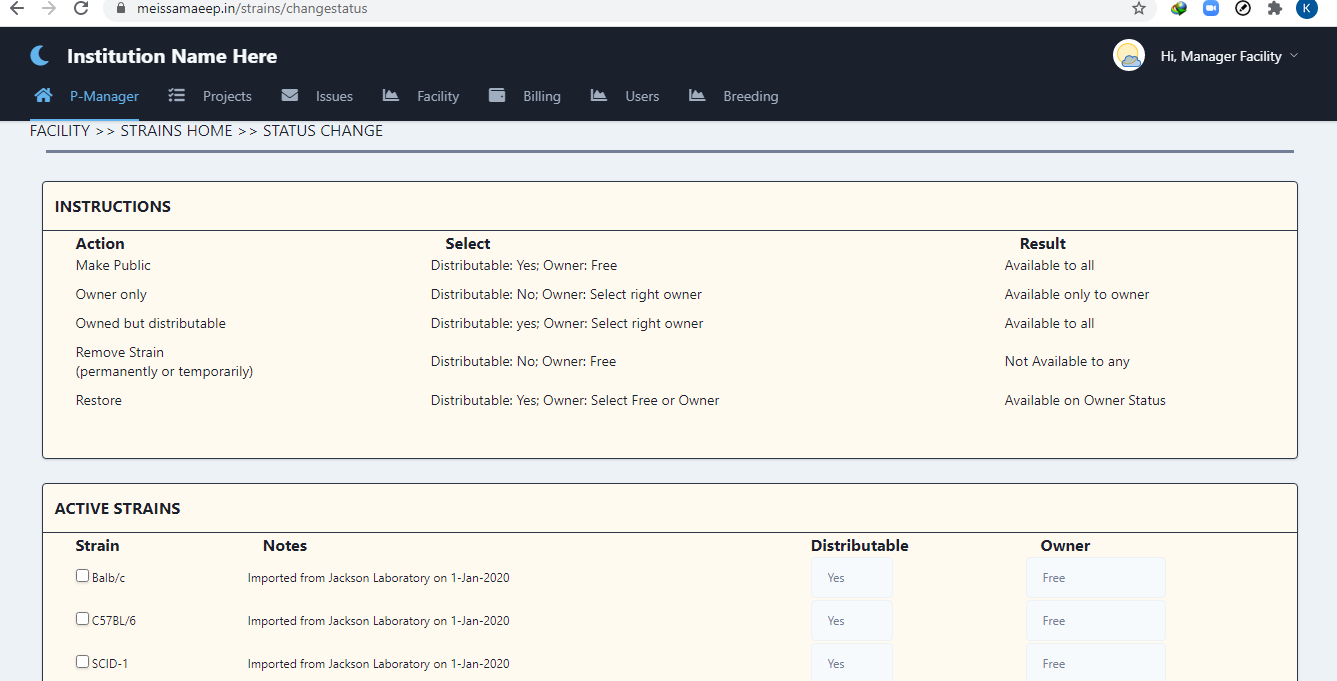 meissamaeep.in/strains/changestatus
K
Institution Name Here
Hi, Manager Facility
P-Manager Projects Issues Facility Billing Users Breeding
FACILITY >> STRAINS HOME >> STATUS CHANGE
INSTRUCTIONS
Action Select Result
Make Public Distributable: Yes; Owner: Free Available to all
Owner only Distributable: No; Owner: Select right owner Available only to owner
Owned but distributable Distributable: yes; Owner: Select right owner Available to all
Remove Strain
(permanently or temporarily) Distributable: No; Owner: Free Not Available to any
Restore Distributable: Yes; Owner: Select Free or Owner Available on Owner Status
ACTIVE STRAINS
Strain Notes Distributable Owner
Balb/c Imported from Jackson Laboratory on 1-Jan-2020 Yes Free
C57BL/6 Imported from Jackson Laboratory on 1-Jan-2020 Yes Free
SCID-1 Imported from Jackson Laboratory on 1-Jan-2020 Yes Free